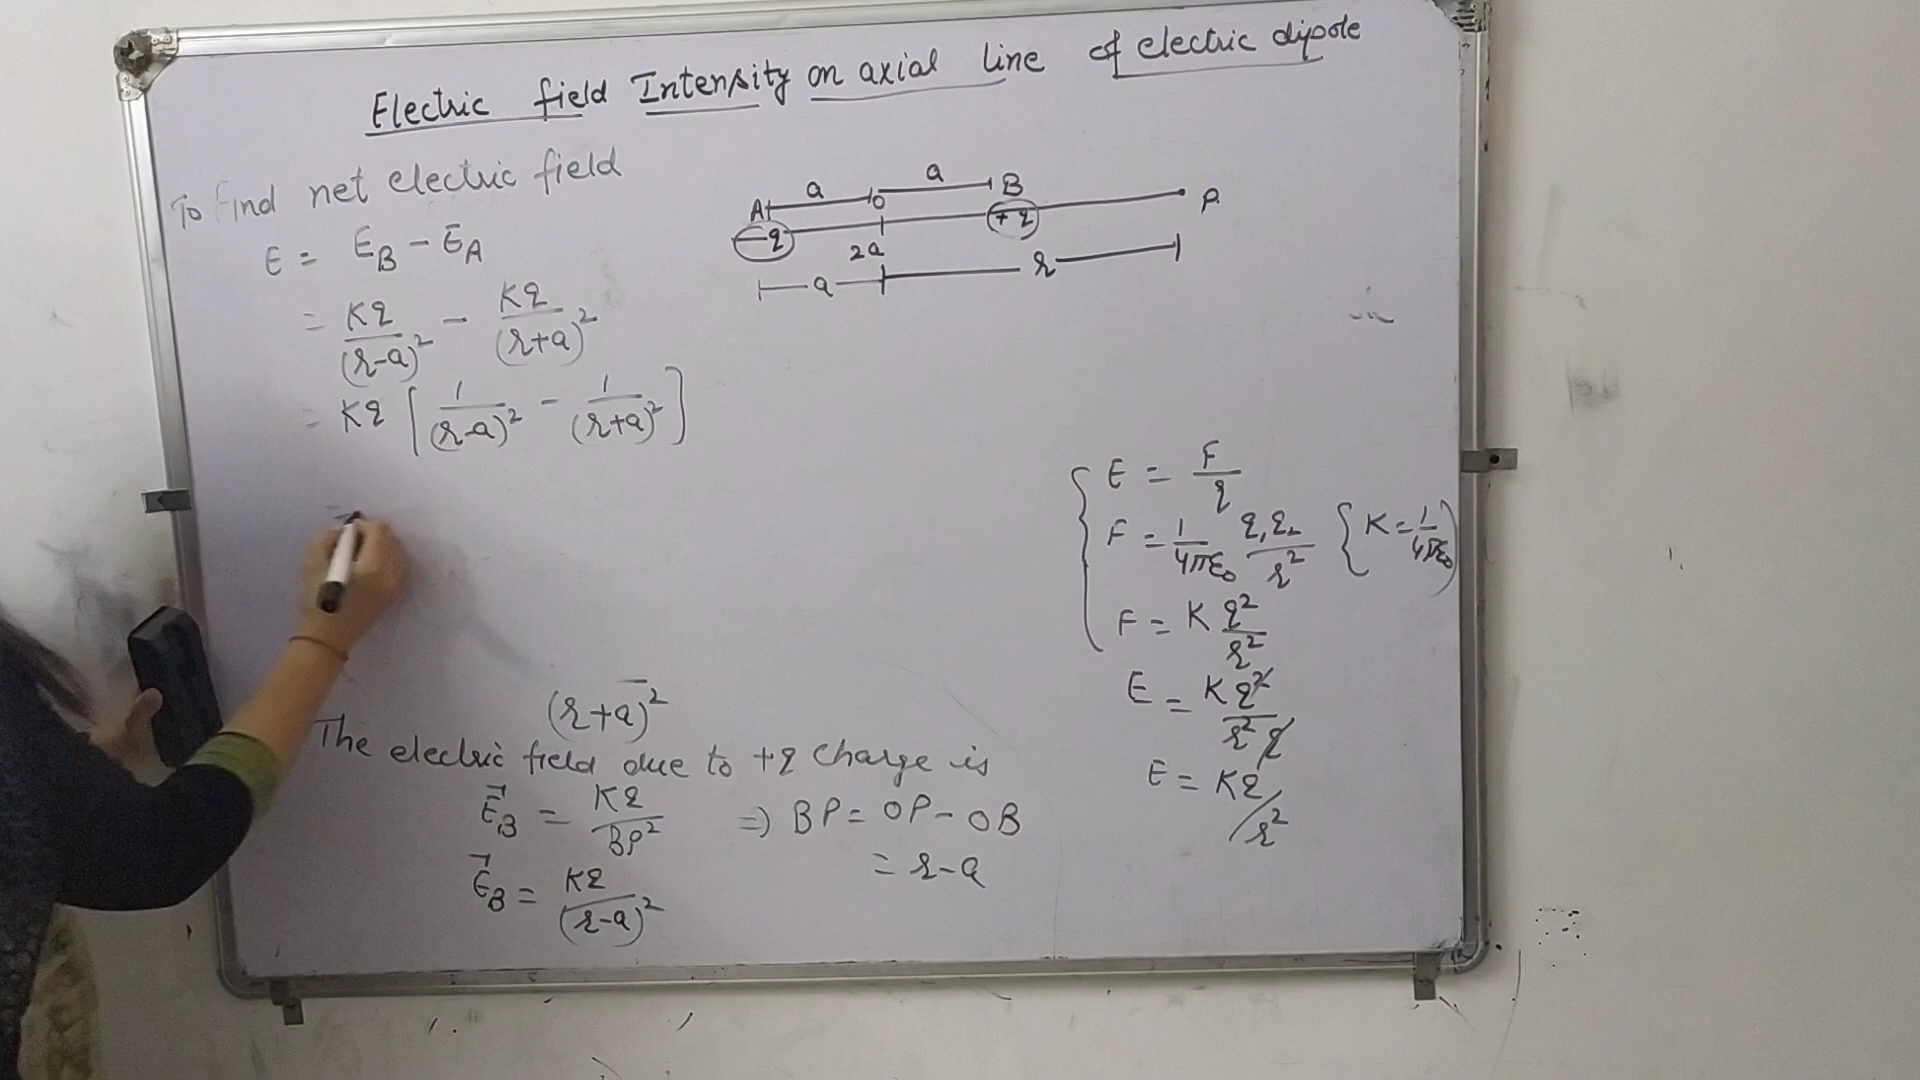 Electric field Intensity on axial line of electric dipole
To Find net electric field
E = E_B - E_A
= Kq/(r-a)² - Kq/(r+a)²
= Kq [ 1/(r-a)² - 1/(r+a)² ]
=
a a
A O B P
-q +q
2a
a r
E = F/q
F = 1/4πε₀ q₁q₂/r² { K = 1/4πε₀ )
F = K q²/r²
E = K q²/r² q
E = Kq/r²
(r+a)²
The electric field due to +q charge is
E⃗_B = Kq/BP² ⇒ BP = OP - OB
= r-a
E⃗_B = Kq/(r-a)²